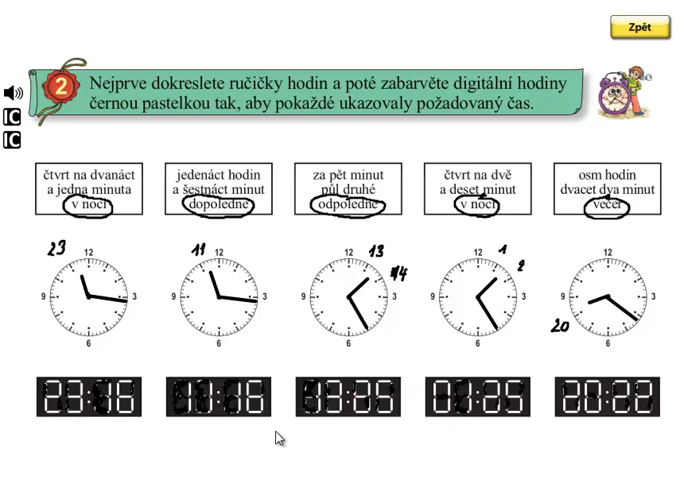 Zpět
2 Nejprve dokreslete ručičky hodin a poté zabarvěte digitální hodiny
černou pastelkou tak, aby pokaždé ukazovaly požadovaný čas.
čtvrt na dvanáct
a jedna minuta
v noci
jedenáct hodin
a šestnáct minut
dopoledne
za pět minut
půl druhé
odpoledne
čtvrt na dvě
a deset minut
v noci
osm hodin
dvacet dva minut
večer
23 12 3 6 9
11 12 3 6 9
12 13 14 3 6 9
12 1 2 3 6 9
12 3 6 9 20
23:16
11:16
13:25
01:25
20:22